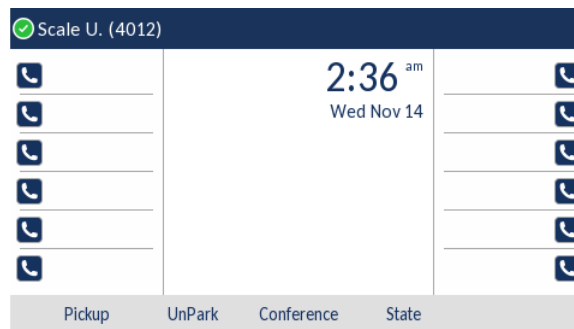 Scale U. (4012)
2:36 am
Wed Nov 14
Pickup UnPark Conference State